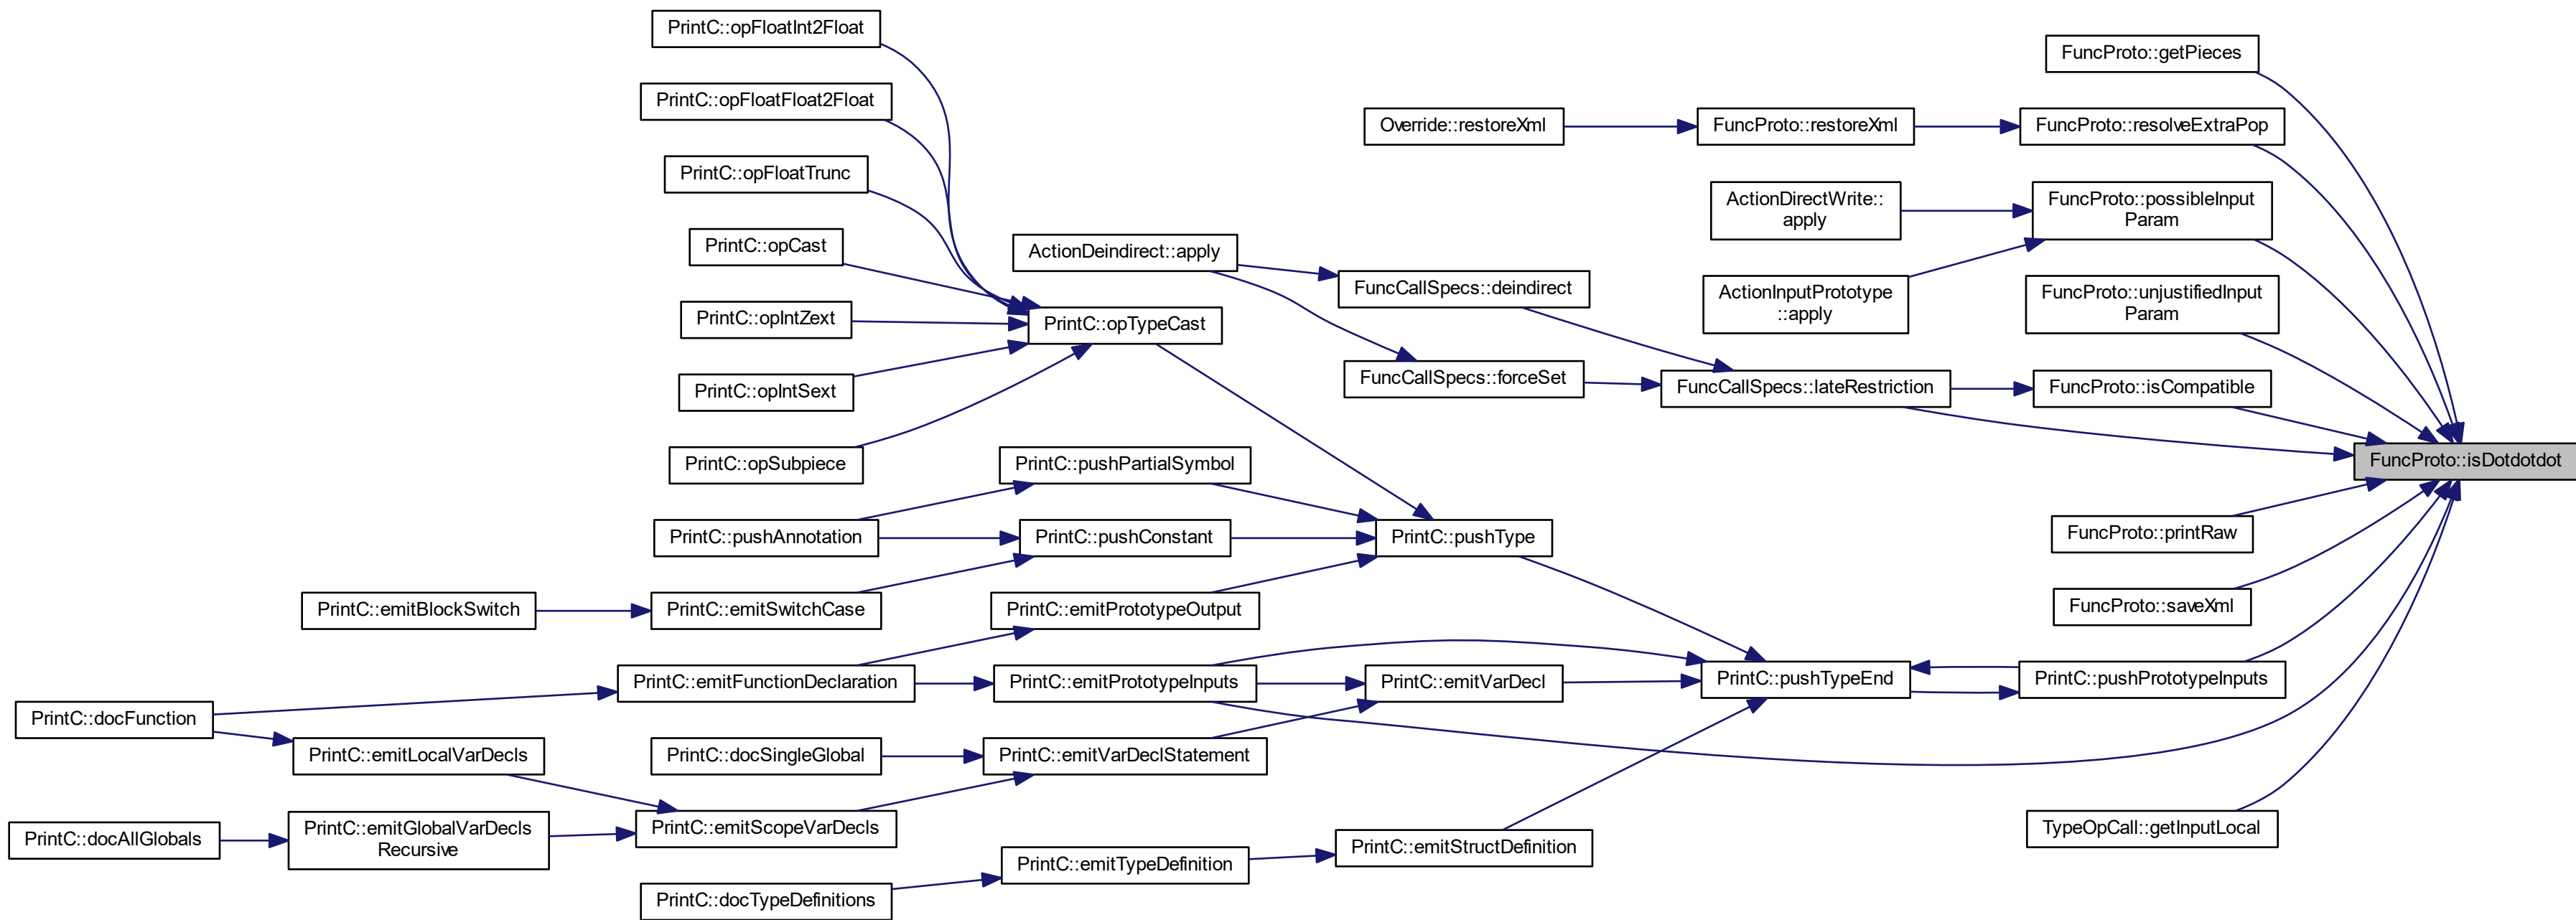 PrintC::opFloatInt2Float
FuncProto::getPieces
PrintC::opFloatFloat2Float
Override::restoreXml
FuncProto::restoreXml
FuncProto::resolveExtraPop
PrintC::opFloatTrunc
ActionDirectWrite::
apply
FuncProto::possibleInput
Param
PrintC::opCast
ActionDeindirect::apply
FuncCallSpecs::deindirect
ActionInputPrototype
::apply
FuncProto::unjustifiedInput
Param
PrintC::opIntZext
PrintC::opTypeCast
PrintC::opIntSext
FuncCallSpecs::forceSet
FuncCallSpecs::lateRestriction
FuncProto::isCompatible
PrintC::opSubpiece
PrintC::pushPartialSymbol
FuncProto::isDotdotdot
PrintC::pushAnnotation
PrintC::pushConstant
PrintC::pushType
FuncProto::printRaw
PrintC::emitBlockSwitch
PrintC::emitSwitchCase
PrintC::emitPrototypeOutput
FuncProto::saveXml
PrintC::emitFunctionDeclaration
PrintC::emitPrototypeInputs
PrintC::emitVarDecl
PrintC::pushTypeEnd
PrintC::pushPrototypeInputs
PrintC::docFunction
PrintC::emitLocalVarDecls
PrintC::docSingleGlobal
PrintC::emitVarDeclStatement
PrintC::docAllGlobals
PrintC::emitGlobalVarDecls
Recursive
PrintC::emitScopeVarDecls
TypeOpCall::getInputLocal
PrintC::emitStructDefinition
PrintC::emitTypeDefinition
PrintC::docTypeDefinitions